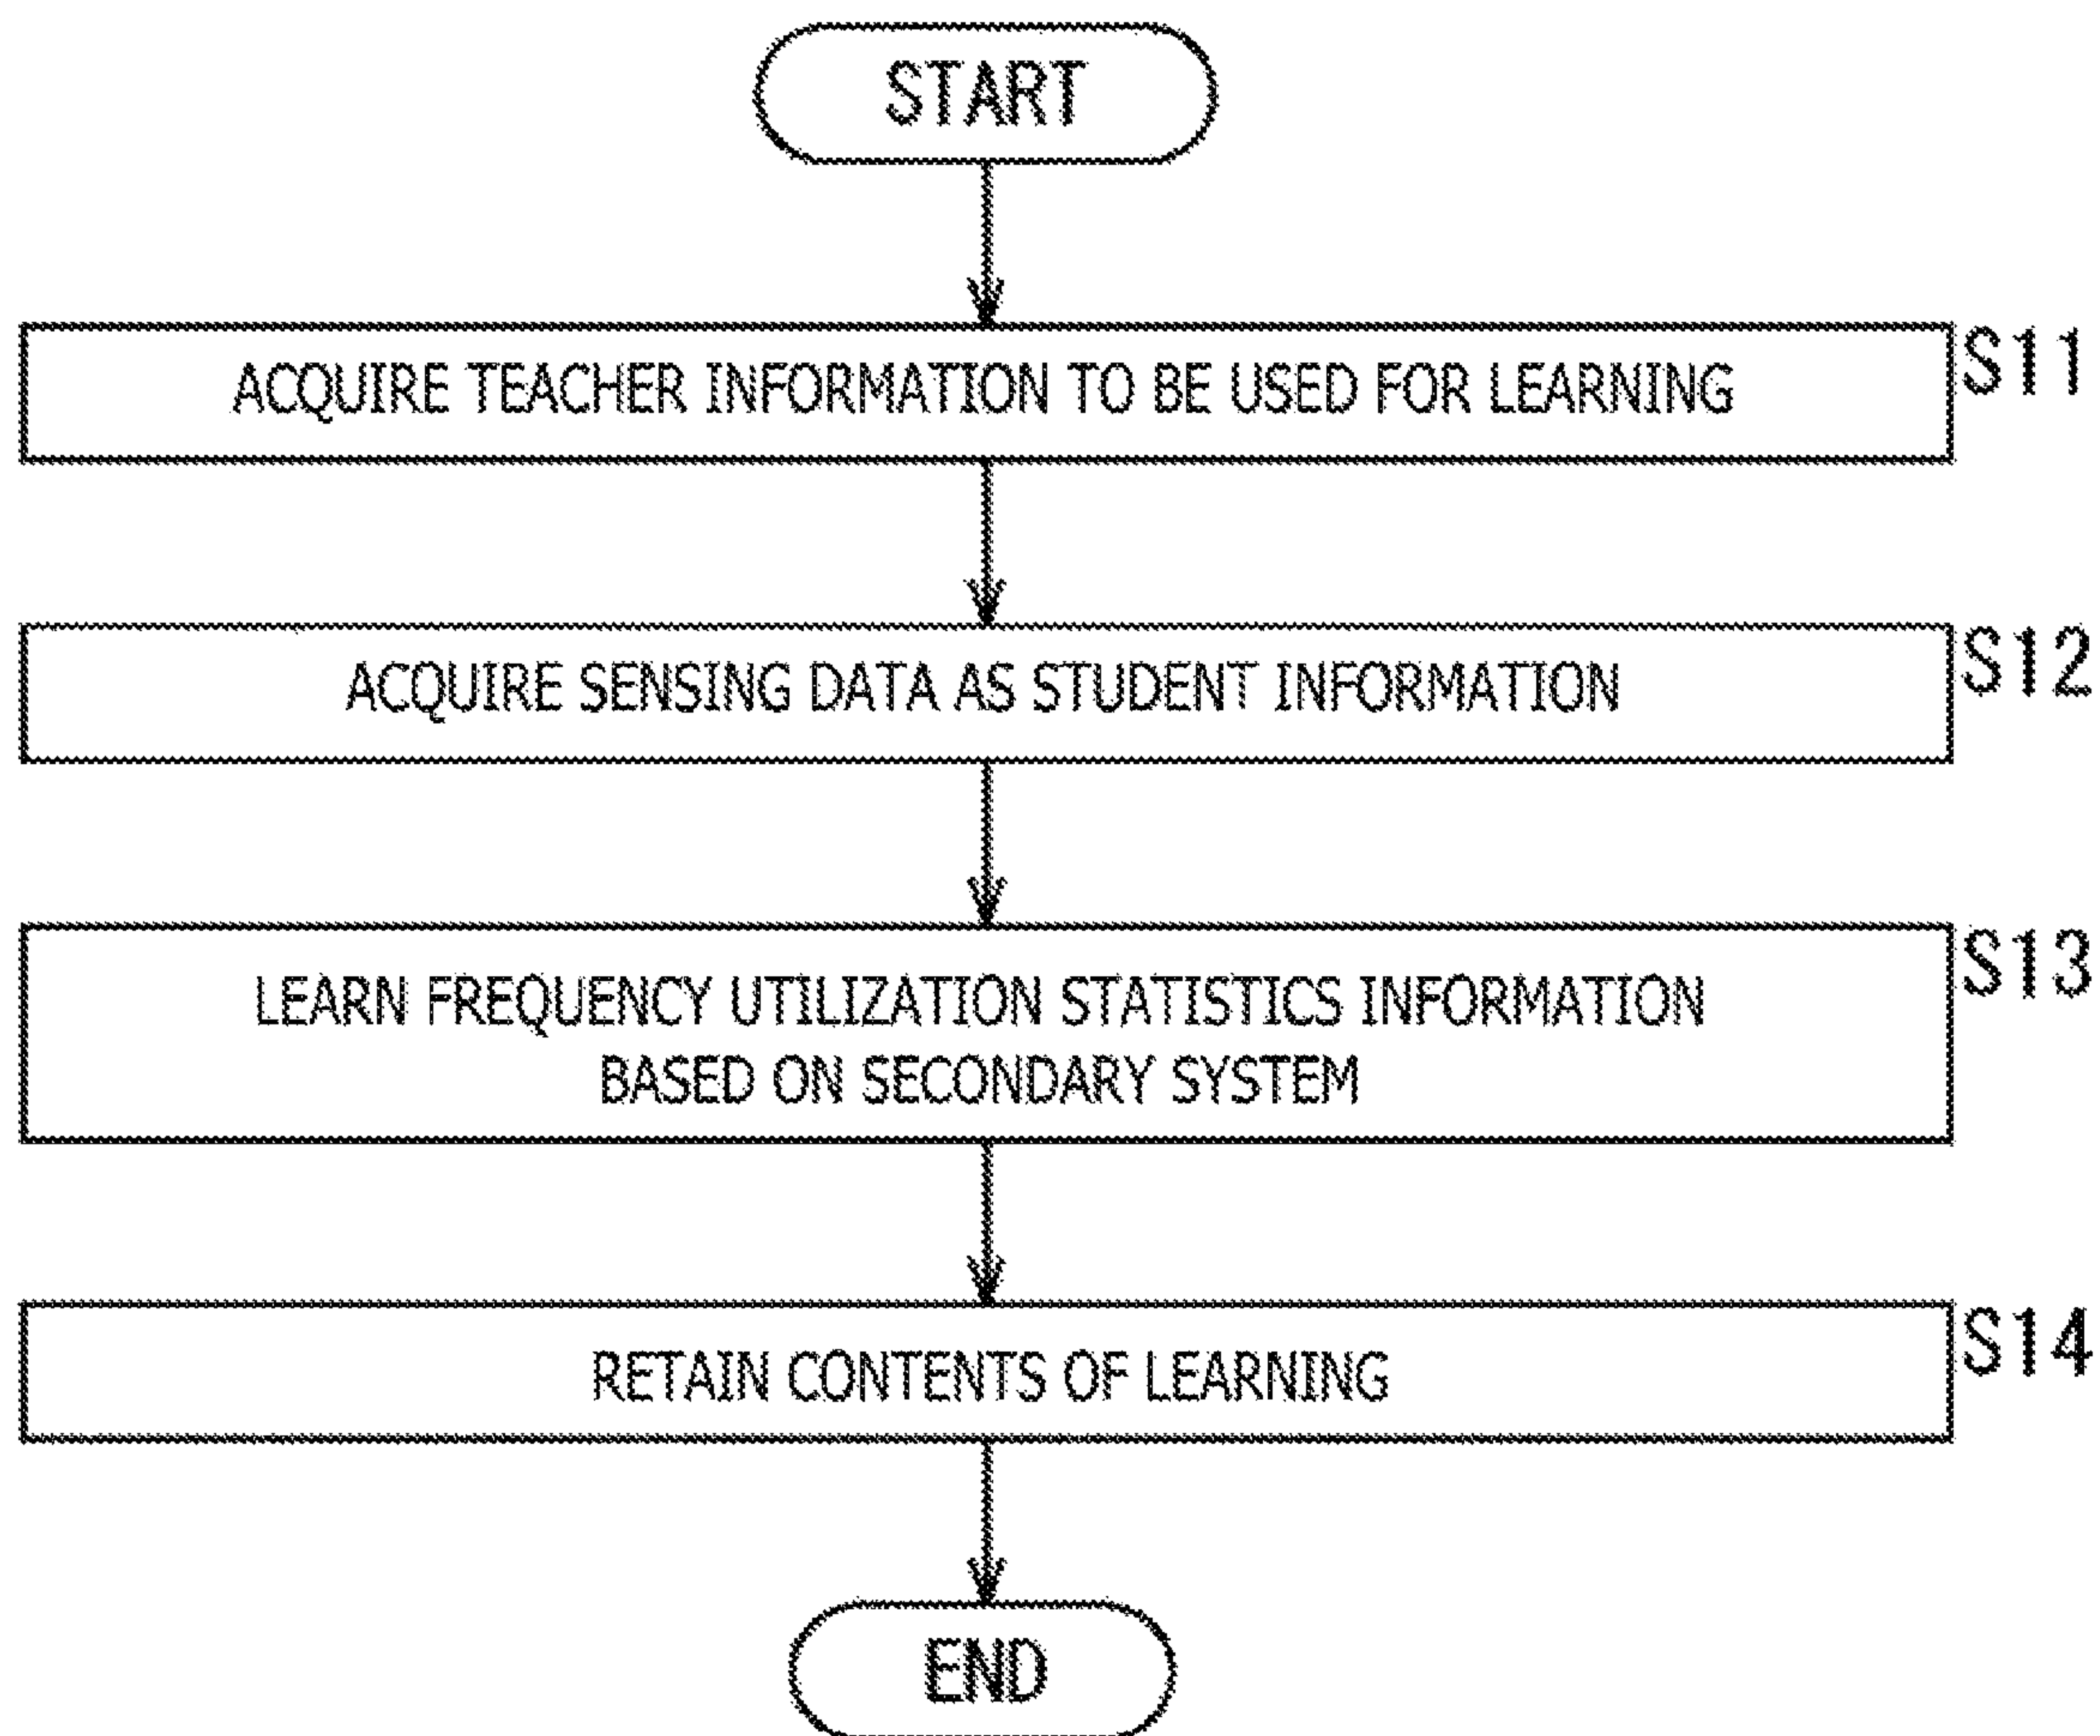 START
ACQUIRE TEACHER INFORMATION TO BE USED FOR LEARNING
S11
ACQUIRE SENSING DATA AS STUDENT INFORMATION
S12
LEARN FREQUENCY UTILIZATION STATISTICS INFORMATION
BASED ON SECONDARY SYSTEM
S13
RETAIN CONTENTS OF LEARNING
S14
END